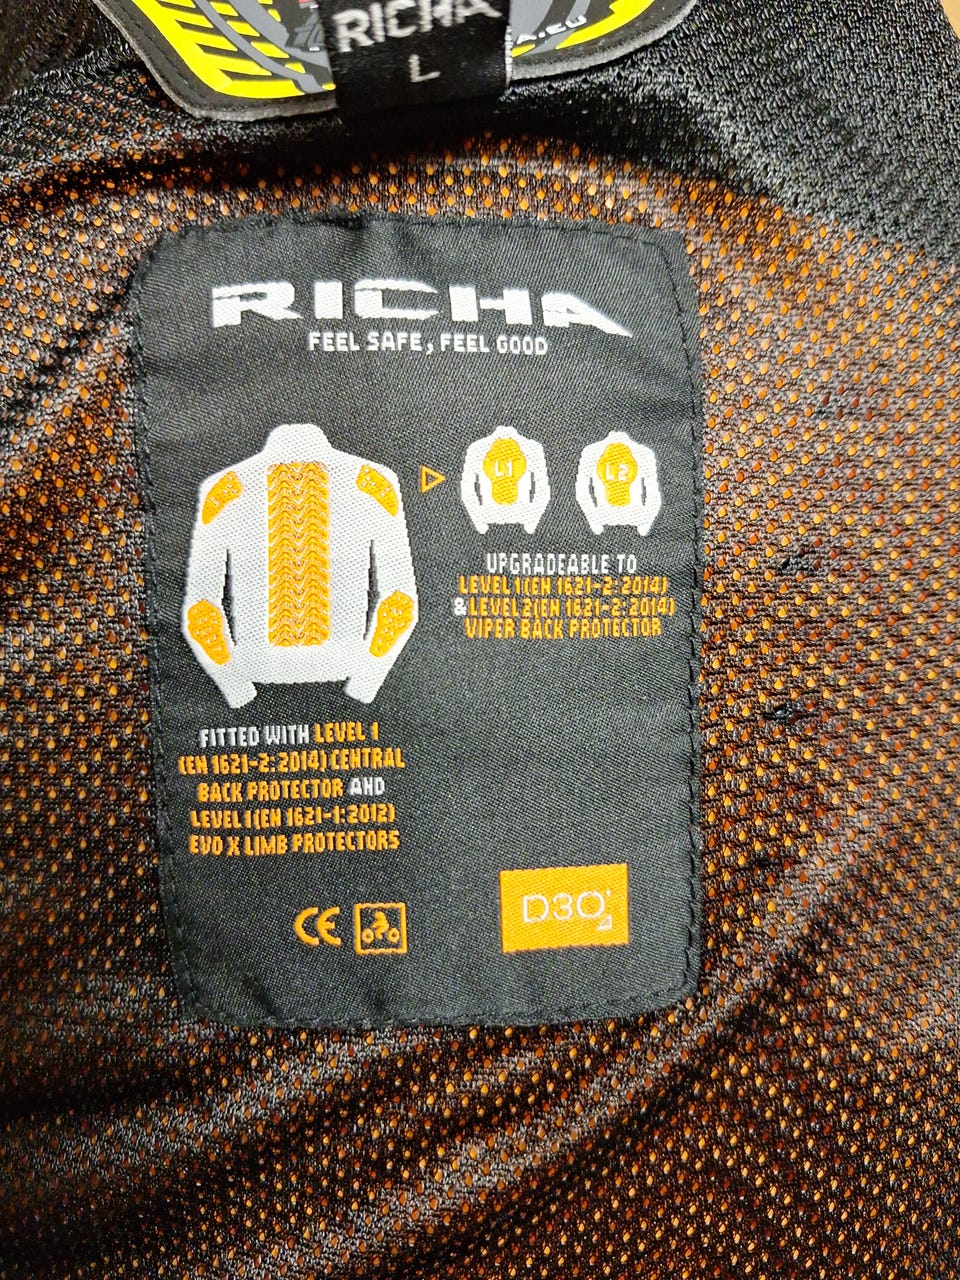 RICHA
L
RICHA
FEEL SAFE, FEEL GOOD
L1
L2
UPGRADEABLE TO
LEVEL 1 (EN 1621-2: 2014)
& LEVEL 2 (EN 1621-2: 2014)
VIPER BACK PROTECTOR
FITTED WITH LEVEL 1
(EN 1621-2: 2014) CENTRAL
BACK PROTECTOR AND
LEVEL 1 (EN 1621-1: 2012)
EVO X LIMB PROTECTORS
CE
D3O